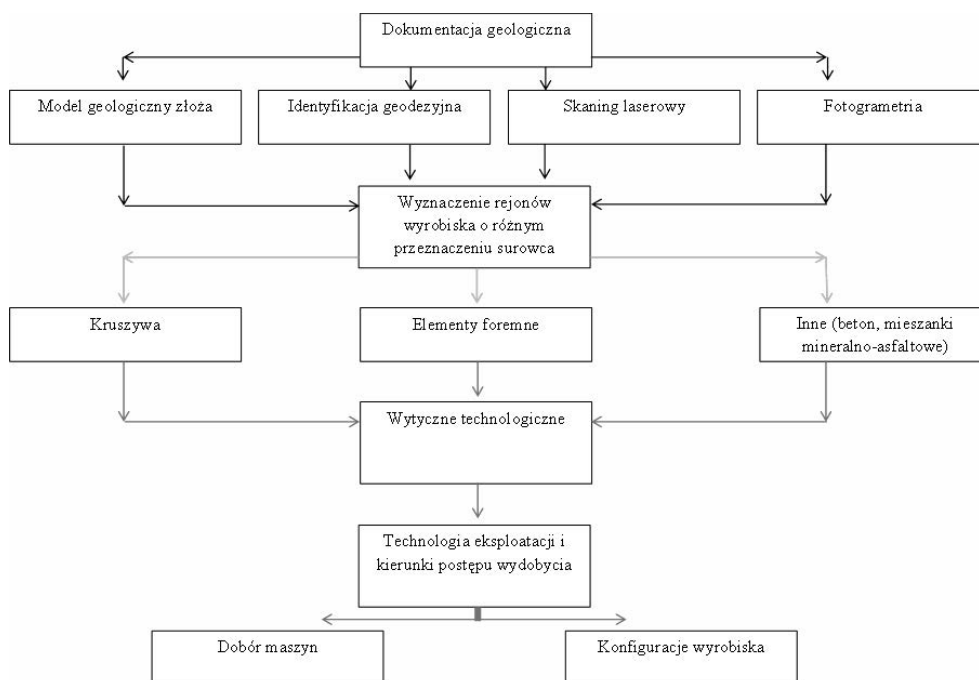 Dokumentacja geologiczna
Model geologiczny złoża
Identyfikacja geodezyjna
Skaning laserowy
Fotogrametria
Wyznaczenie rejonów
wyrobiska o różnym
przeznaczeniu surowca
Kruszywa
Elementy foremne
Inne (beton, mieszanki
mineralno-asfaltowe)
Wytyczne technologiczne
Technologia eksploatacji i
kierunki postępu wydobycia
Dobór maszyn
Konfiguracje wyrobiska